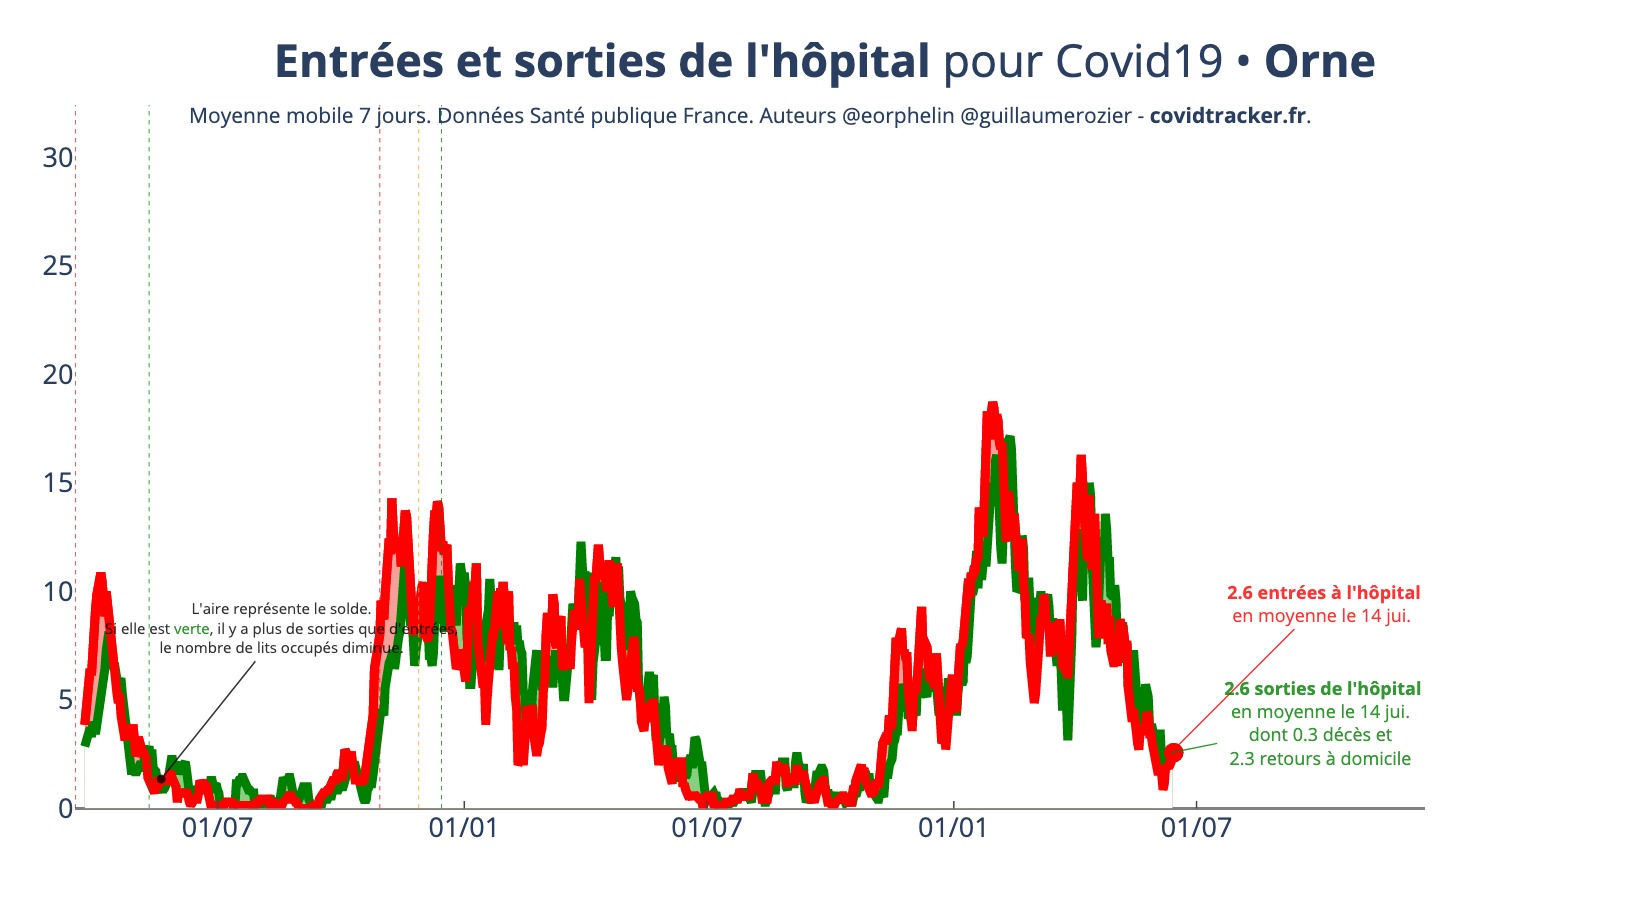 Entrées et sorties de l'hôpital pour Covid19 • Orne
Moyenne mobile 7 jours. Données Santé publique France. Auteurs @eorphelin @guillaumerozier - covidtracker.fr.
30
25
20
15
10
5
0
L'aire représente le solde.
Si elle est verte, il y a plus de sorties que d'entrées,
le nombre de lits occupés diminue.
2.6 entrées à l'hôpital
en moyenne le 14 jui.
2.6 sorties de l'hôpital
en moyenne le 14 jui.
dont 0.3 décès et
2.3 retours à domicile
01/07
01/01
01/07
01/01
01/07